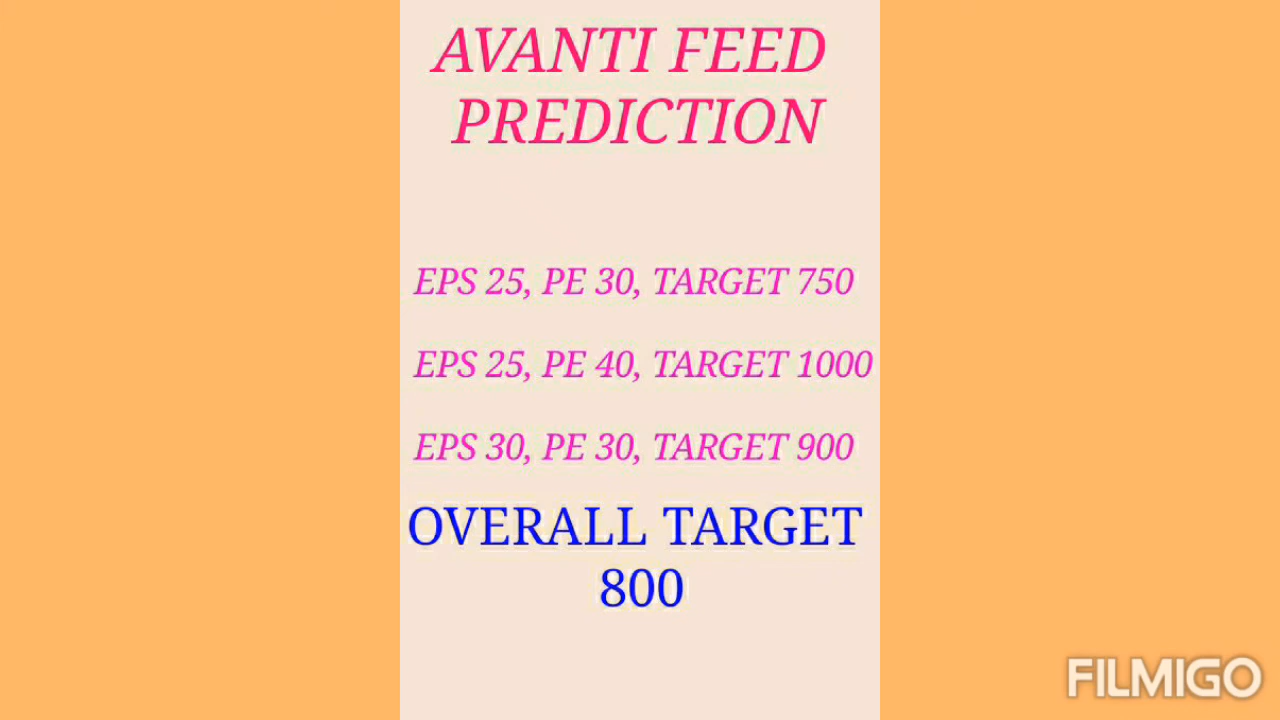 AVANTI FEED
PREDICTION
EPS 25, PE 30, TARGET 750
EPS 25, PE 40, TARGET 1000
EPS 30, PE 30, TARGET 900
OVERALL TARGET
800
FILMIGO